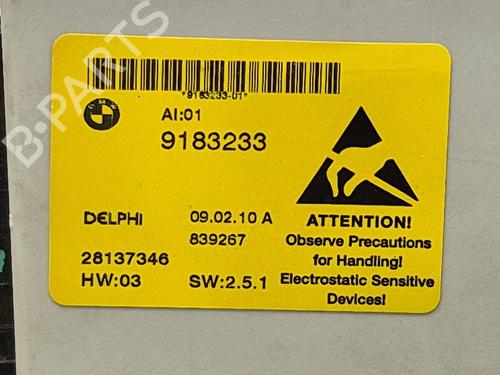 B-PARTS
*9183233-01*
AI:01
9183233
DELPHI 09.02.10 A
839267
28137346
HW:03 SW:2.5.1
ATTENTION!
Observe Precautions
for Handling!
Electrostatic Sensitive
Devices!